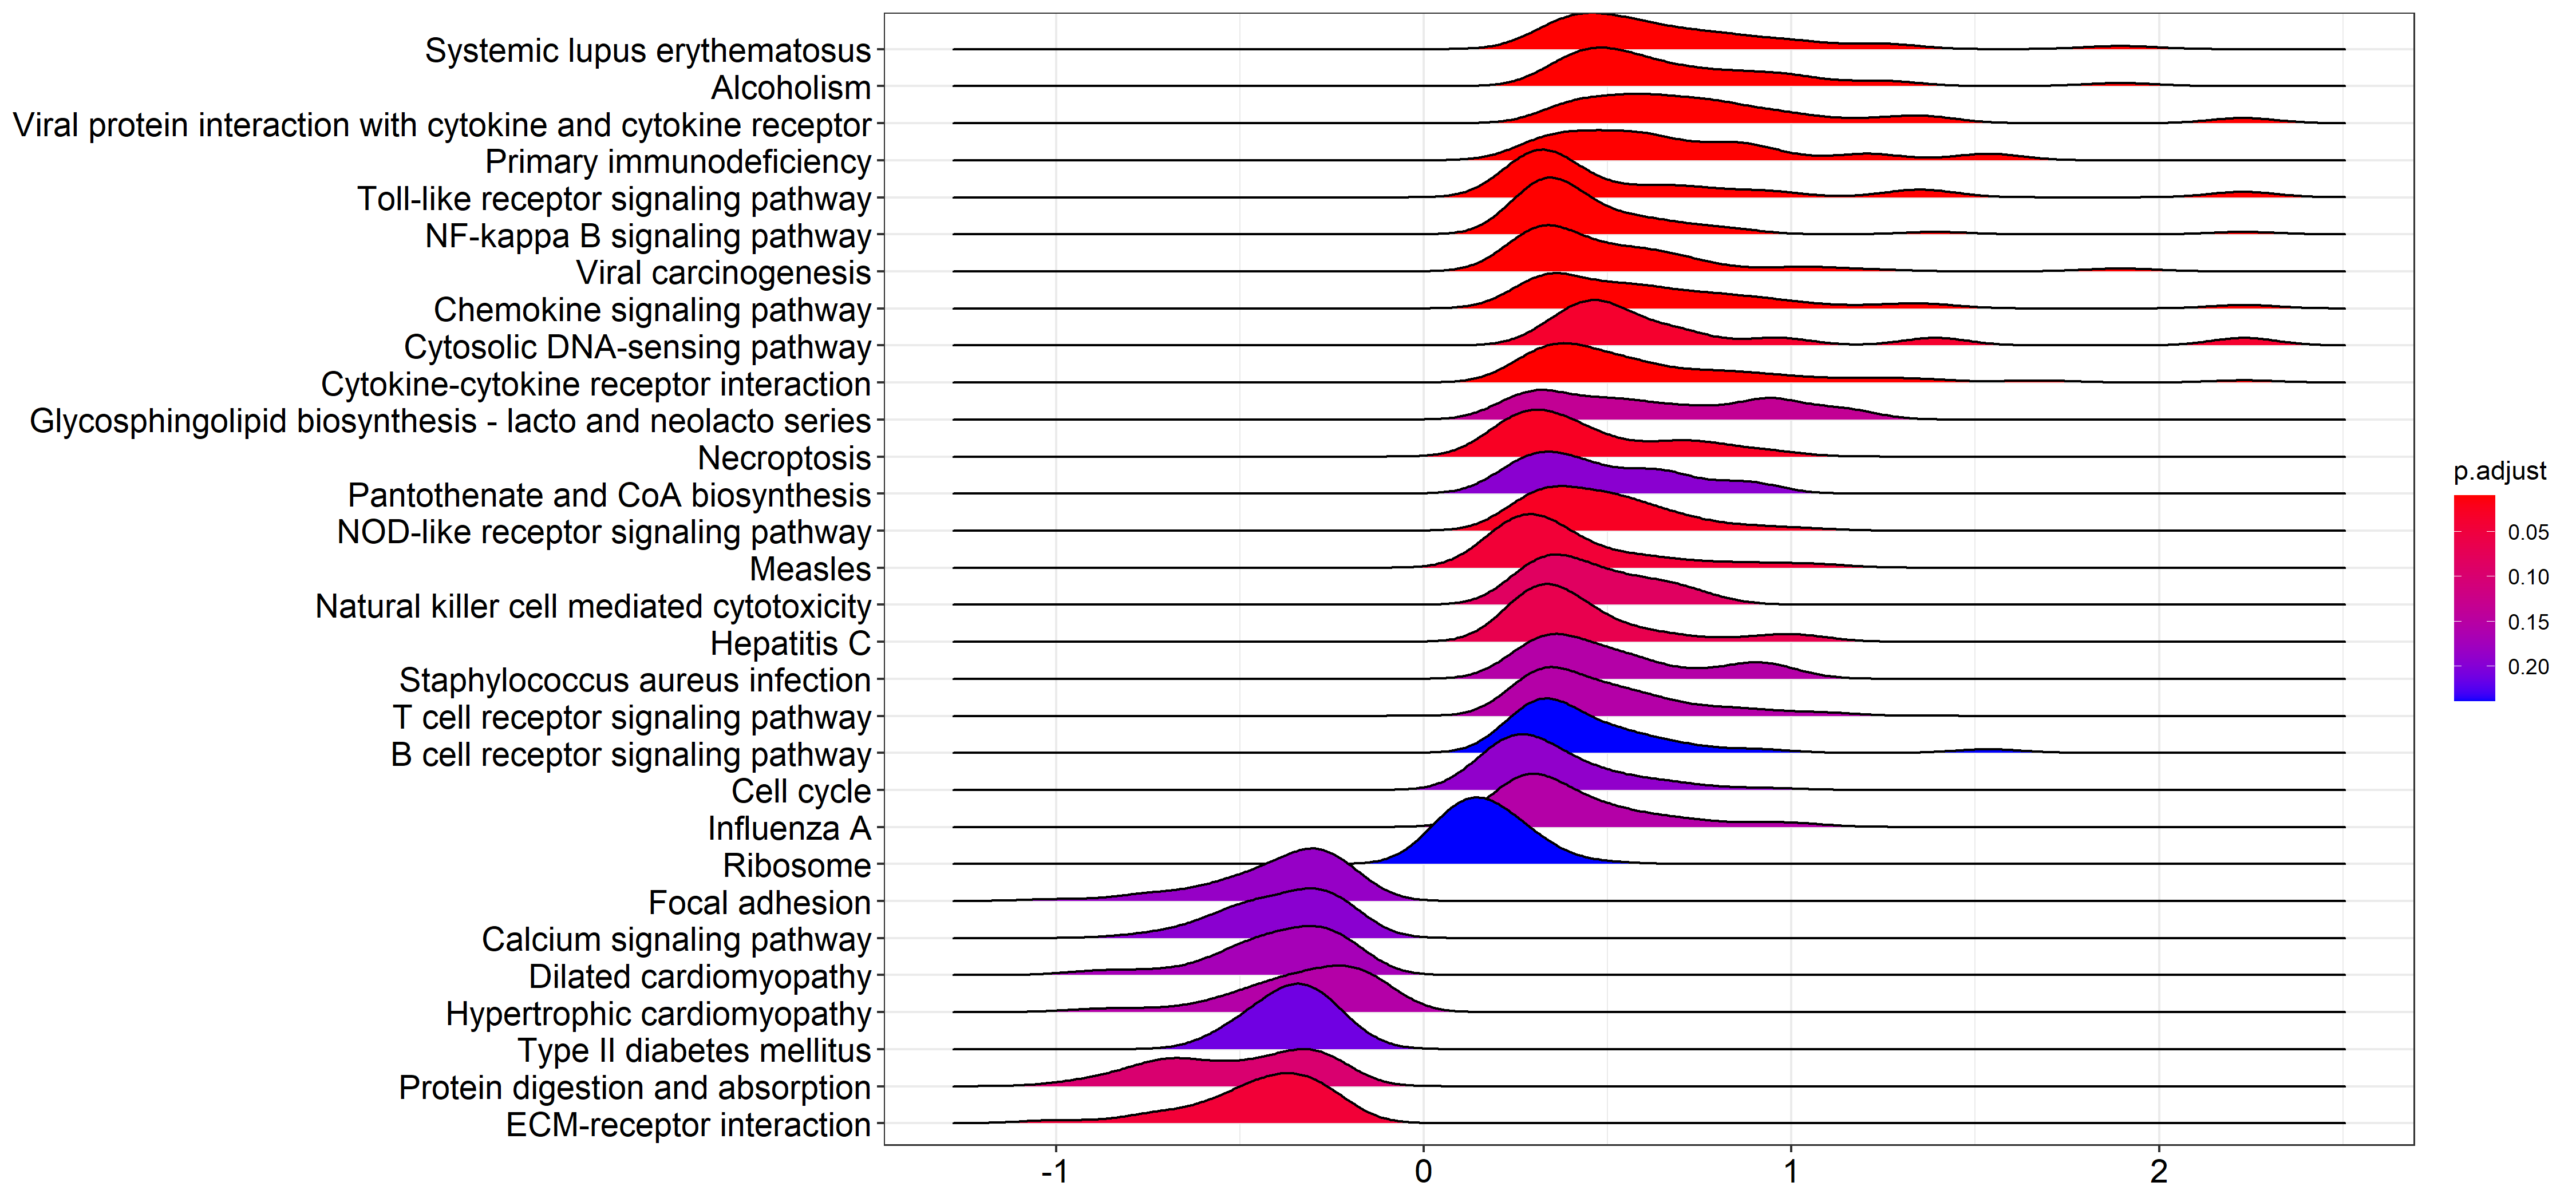 Systemic lupus erythematosus
Alcoholism
Viral protein interaction with cytokine and cytokine receptor
Primary immunodeficiency
Toll-like receptor signaling pathway
NF-kappa B signaling pathway
Viral carcinogenesis
Chemokine signaling pathway
Cytosolic DNA-sensing pathway
Cytokine-cytokine receptor interaction
Glycosphingolipid biosynthesis - lacto and neolacto series
Necroptosis
Pantothenate and CoA biosynthesis
NOD-like receptor signaling pathway
Measles
Natural killer cell mediated cytotoxicity
Hepatitis C
Staphylococcus aureus infection
T cell receptor signaling pathway
B cell receptor signaling pathway
Cell cycle
Influenza A
Ribosome
Focal adhesion
Calcium signaling pathway
Dilated cardiomyopathy
Hypertrophic cardiomyopathy
Type II diabetes mellitus
Protein digestion and absorption
ECM-receptor interaction
-1 0 1 2
p.adjust
0.05
0.10
0.15
0.20